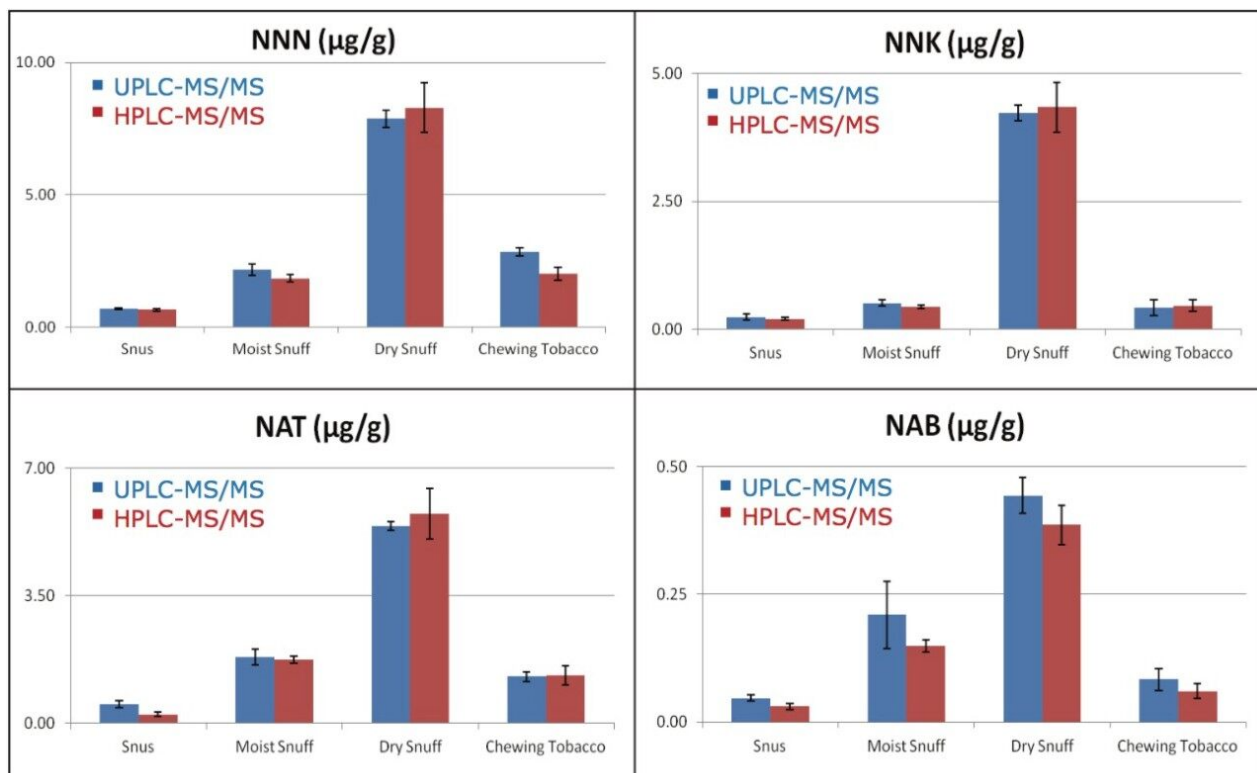 NNN (µg/g)
10.00
UPLC-MS/MS
HPLC-MS/MS
5.00
0.00
Snus Moist Snuff Dry Snuff Chewing Tobacco
NNK (µg/g)
5.00
UPLC-MS/MS
HPLC-MS/MS
2.50
0.00
Snus Moist Snuff Dry Snuff Chewing Tobacco
NAT (µg/g)
7.00
UPLC-MS/MS
HPLC-MS/MS
3.50
0.00
Snus Moist Snuff Dry Snuff Chewing Tobacco
NAB (µg/g)
0.50
UPLC-MS/MS
HPLC-MS/MS
0.25
0.00
Snus Moist Snuff Dry Snuff Chewing Tobacco